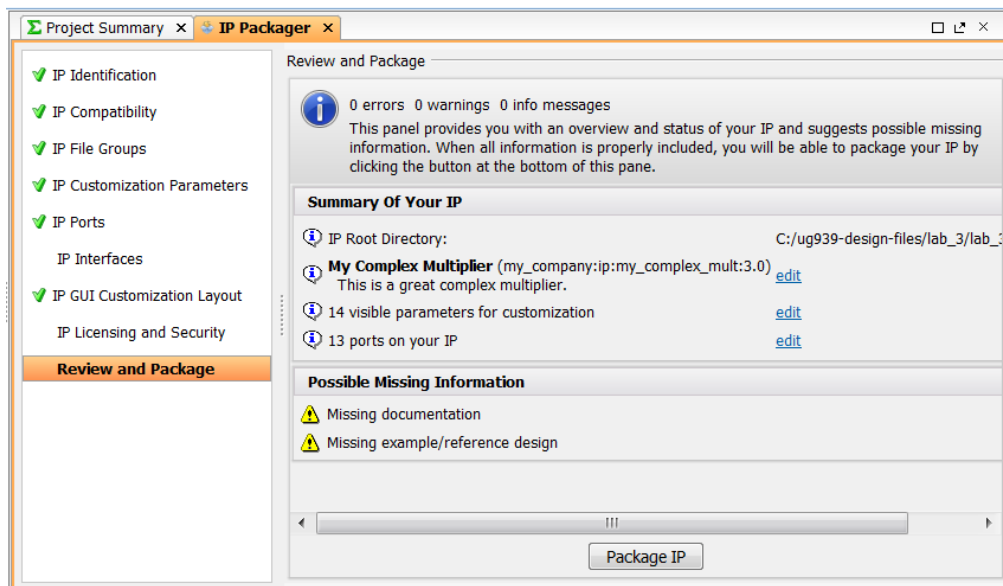 Project Summary
IP Packager
IP Identification
IP Compatibility
IP File Groups
IP Customization Parameters
IP Ports
IP Interfaces
IP GUI Customization Layout
IP Licensing and Security
Review and Package
Review and Package
0 errors 0 warnings 0 info messages
This panel provides you with an overview and status of your IP and suggests possible missing
information. When all information is properly included, you will be able to package your IP by
clicking the button at the bottom of this pane.
Summary Of Your IP
IP Root Directory: C:/ug939-design-files/lab_3/lab_3
My Complex Multiplier (my_company:ip:my_complex_mult:3.0) edit
This is a great complex multiplier.
14 visible parameters for customization edit
13 ports on your IP edit
Possible Missing Information
Missing documentation
Missing example/reference design
Package IP